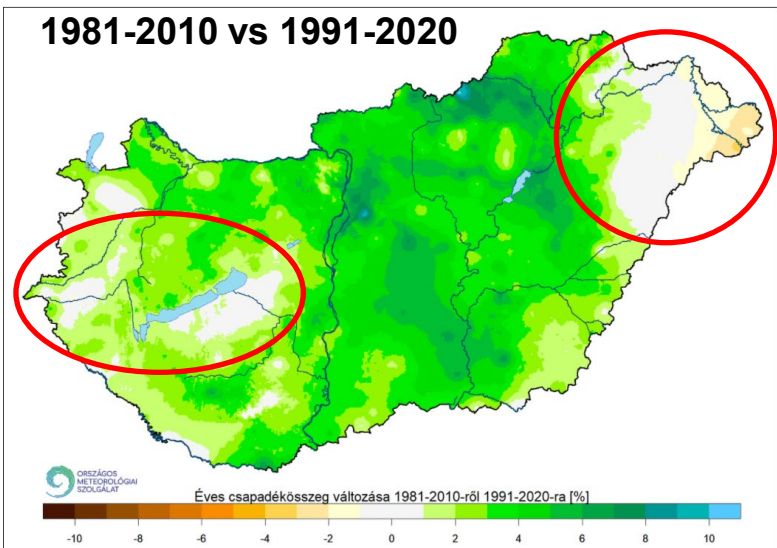 1981-2010 vs 1991-2020
ORSZÁGOS
METEOROLÓGIAI
SZOLGÁLAT
Éves csapadékösszeg változása 1981-2010-ről 1991-2020-ra [%]
-10 -8 -6 -4 -2 0 2 4 6 8 10